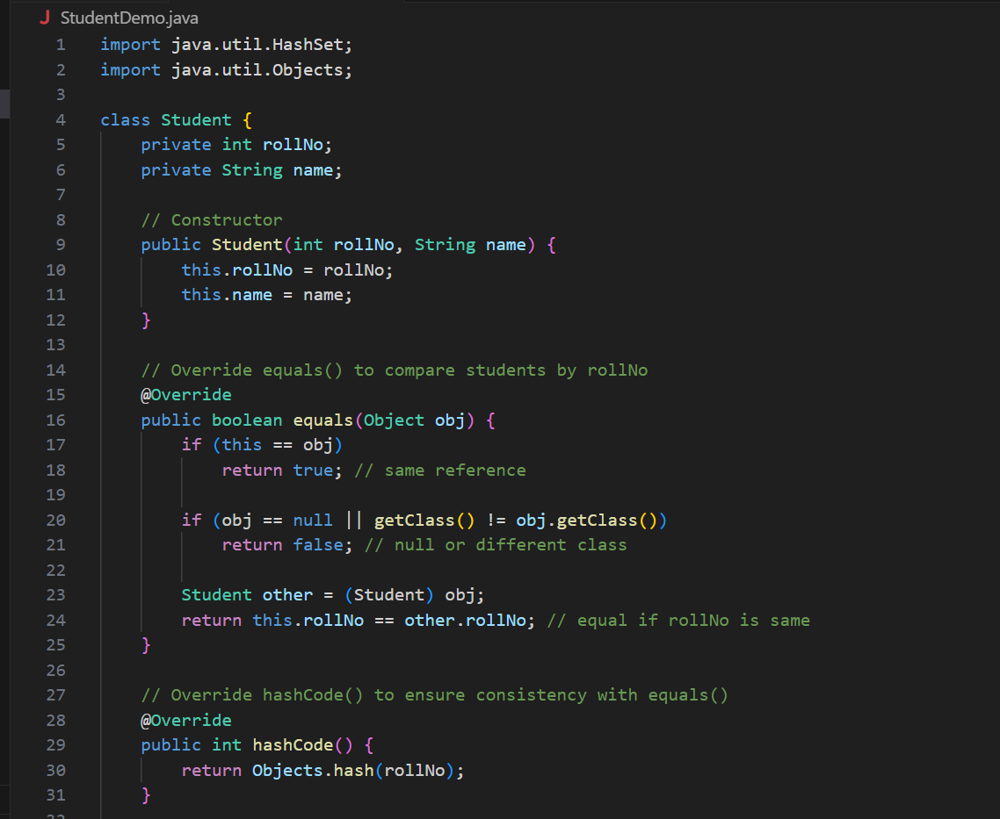 StudentDemo.java
1 import java.util.HashSet;
2 import java.util.Objects;
3
4 class Student {
5     private int rollNo;
6     private String name;
7
8     // Constructor
9     public Student(int rollNo, String name) {
10         this.rollNo = rollNo;
11         this.name = name;
12     }
13
14     // Override equals() to compare students by rollNo
15     @Override
16     public boolean equals(Object obj) {
17         if (this == obj)
18             return true; // same reference
19
20         if (obj == null || getClass() != obj.getClass())
21             return false; // null or different class
22
23         Student other = (Student) obj;
24         return this.rollNo == other.rollNo; // equal if rollNo is same
25     }
26
27     // Override hashCode() to ensure consistency with equals()
28     @Override
29     public int hashCode() {
30         return Objects.hash(rollNo);
31     }